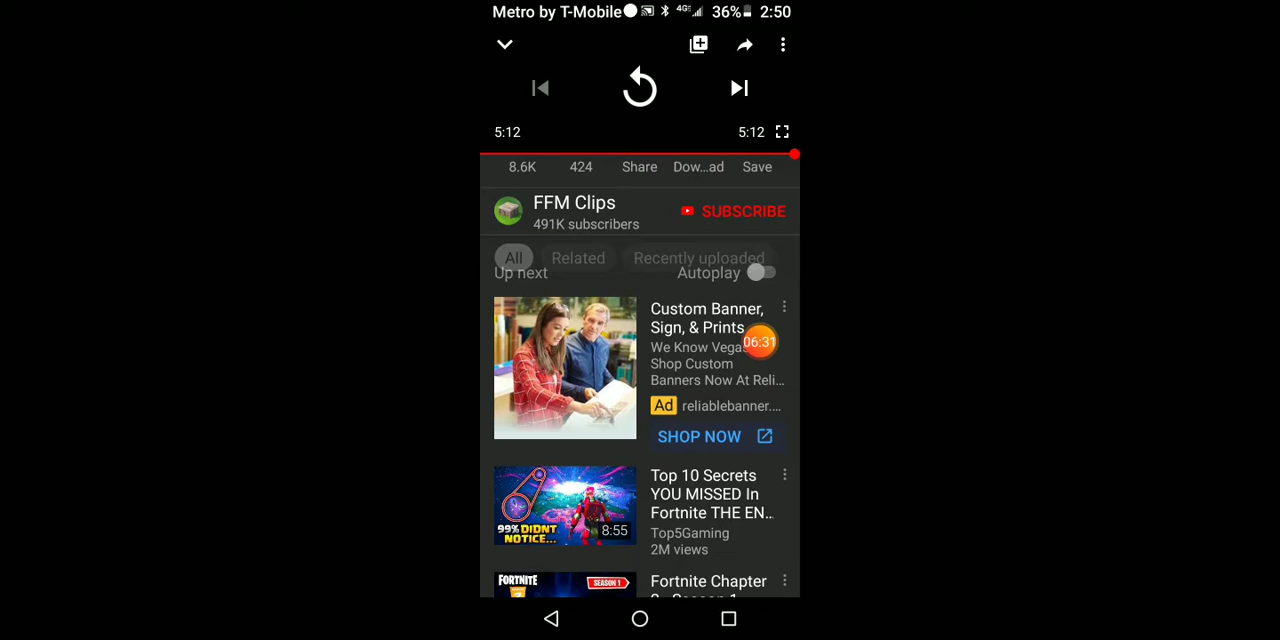 Metro by T-Mobile 4GE 36% 2:50
5:12 5:12
8.6K 424 Share Dow...ad Save
FFM Clips
491K subscribers
SUBSCRIBE
All Related Recently uploaded
Up next Autoplay
Custom Banner,
Sign, & Prints
We Know Vegas
Shop Custom
Banners Now At Reli...
06:31
Ad reliablebanner....
SHOP NOW
99% DIDNT
NOTICE...
8:55
Top 10 Secrets
YOU MISSED In
Fortnite THE EN...
Top5Gaming
2M views
FORTNITE
SEASON 1
Fortnite Chapter